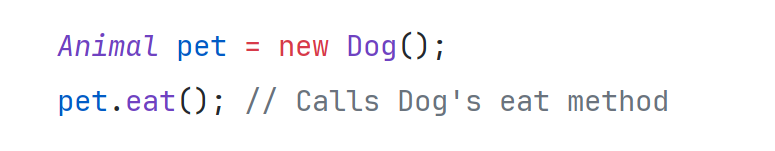 Animal pet = new Dog();
pet.eat(); // Calls Dog's eat method